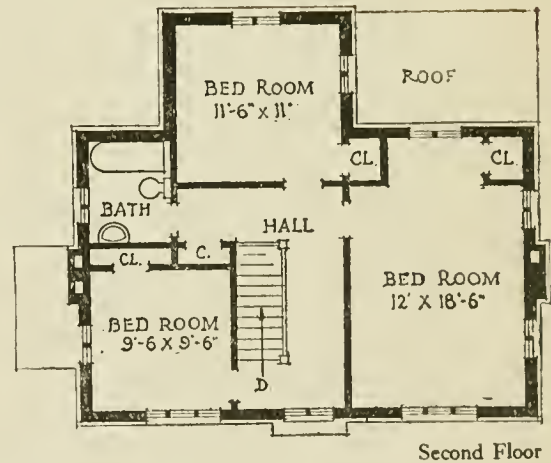 BED ROOM
11'-6" X 11'
ROOF
CL.
CL.
BATH
HALL
CL.
C.
BED ROOM
9'-6 X 9'-6"
BED ROOM
12' X 18'-6"
D
Second Floor